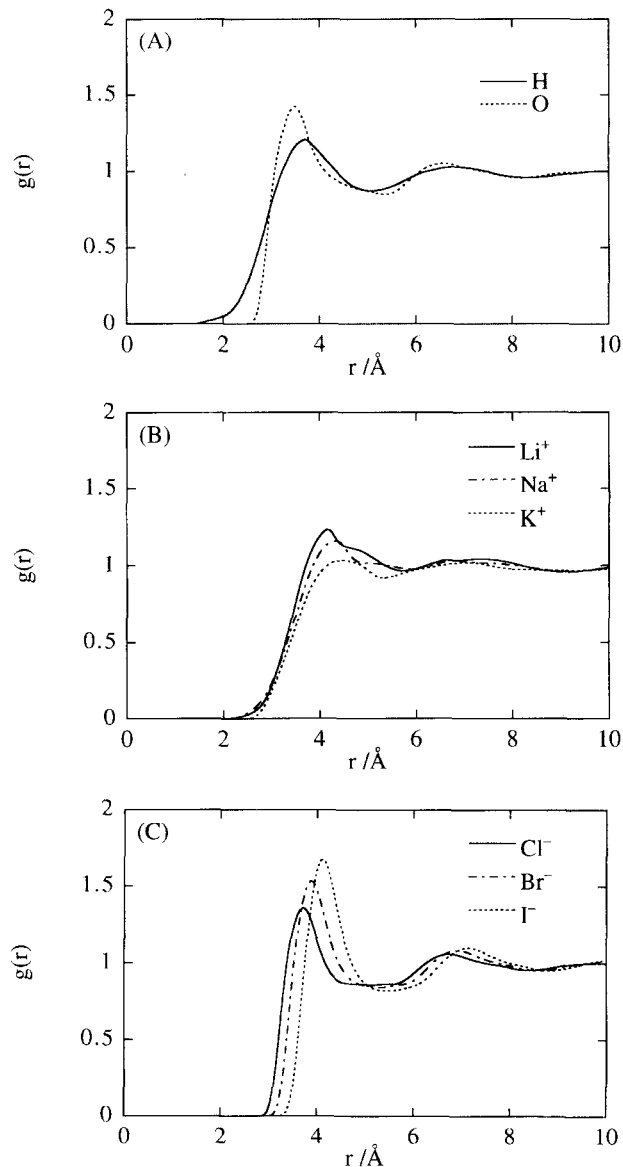 (A)
2
1.5
1
0.5
0
g(r)
H
O
0 2 4 6 8 10
r /Å
(B)
2
1.5
1
0.5
0
g(r)
Li⁺
Na⁺
K⁺
0 2 4 6 8 10
r /Å
(C)
2
1.5
1
0.5
0
g(r)
Cl⁻
Br⁻
I⁻
0 2 4 6 8 10
r /Å